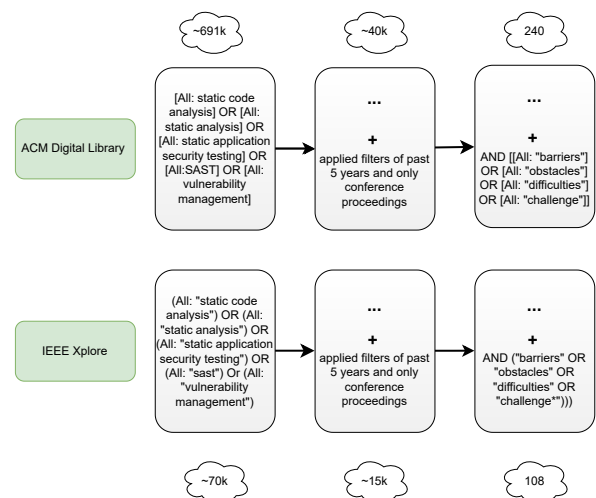 ~691k
~40k
240
ACM Digital Library
[All: static code
analysis] OR [All:
static analysis] OR
[All: static application
security testing] OR
[All:SAST] OR [All:
vulnerability
management]
...
+
applied filters of past
5 years and only
conference
proceedings
...
+
AND [[All: "barriers"]
OR [All: "obstacles"]
OR [All: "difficulties"]
OR [All: "challenge"]]
IEEE Xplore
(All: "static code
analysis") OR (All:
"static analysis") OR
(All: "static application
security testing") OR
(All: "sast") Or (All:
"vulnerability
management")
...
+
applied filters of past
5 years and only
conference
proceedings
...
+
AND ("barriers" OR
"obstacles" OR
"difficulties" OR
"challenge*")))
~70k
~15k
108